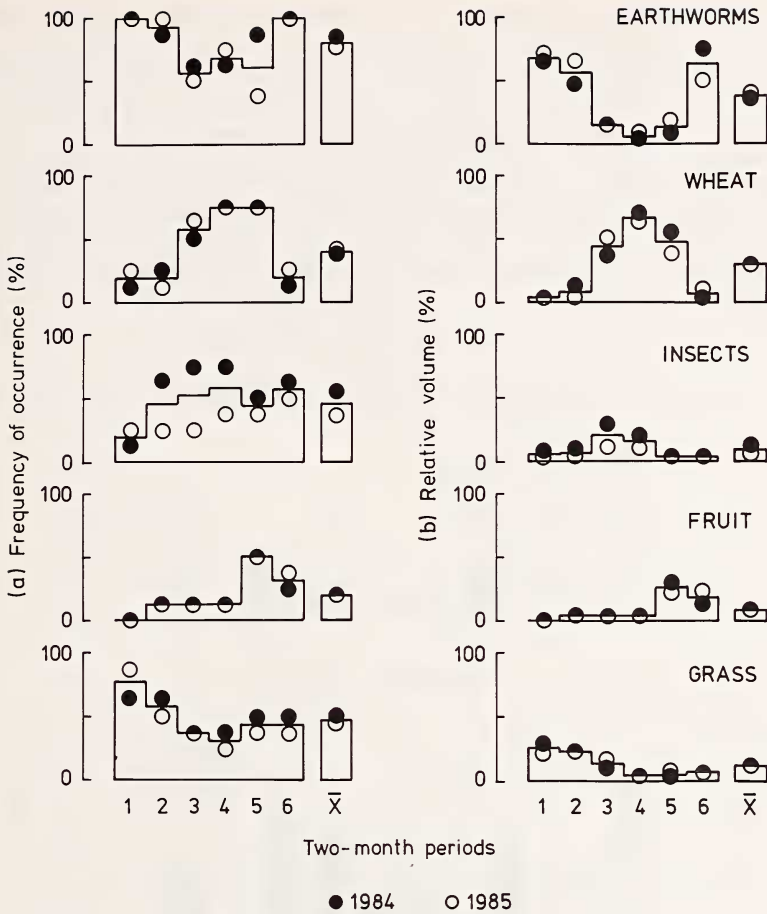 EARTHWORMS
100
0
100
0
WHEAT
100
0
100
0
INSECTS
100
0
100
0
FRUIT
100
0
100
0
GRASS
100
0
100
0
(a) Frequency of occurrence (%)
(b) Relative volume (%)
1 2 3 4 5 6 X̄
1 2 3 4 5 6 X̄
Two-month periods
● 1984 ○ 1985